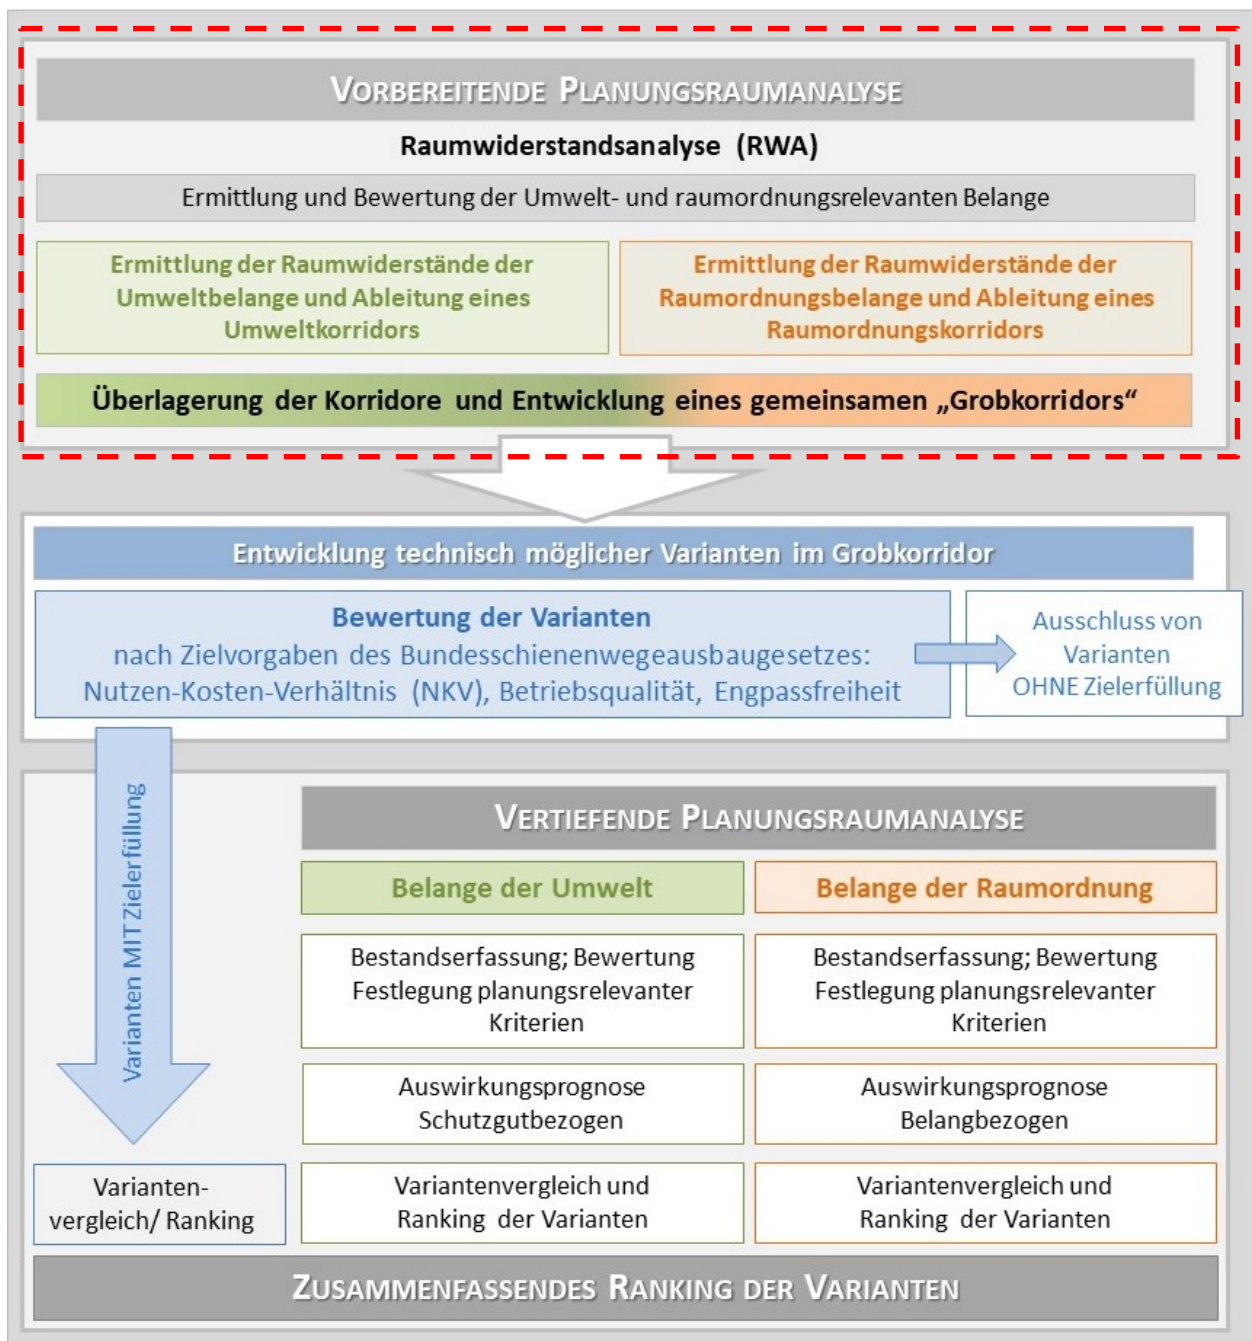 VORBEREITENDE PLANUNGSRAUMANALYSE
Raumwiderstandsanalyse (RWA)
Ermittlung und Bewertung der Umwelt- und raumordnungsrelevanten Belange
Ermittlung der Raumwiderstände der
Umweltbelange und Ableitung eines
Umweltkorridors
Ermittlung der Raumwiderstände der
Raumordnungsbelange und Ableitung eines
Raumordnungskorridors
Überlagerung der Korridore und Entwicklung eines gemeinsamen „Grobkorridors“
Entwicklung technisch möglicher Varianten im Grobkorridor
Bewertung der Varianten
nach Zielvorgaben des Bundesschienenwegeausbaugesetzes:
Nutzen-Kosten-Verhältnis (NKV), Betriebsqualität, Engpassfreiheit
Ausschluss von
Varianten
OHNE Zielerfüllung
Varianten MIT Zielerfüllung
VERTIEFENDE PLANUNGSRAUMANALYSE
Belange der Umwelt
Belange der Raumordnung
Bestandserfassung; Bewertung
Festlegung planungsrelevanter
Kriterien
Bestandserfassung; Bewertung
Festlegung planungsrelevanter
Kriterien
Auswirkungsprognose
Schutzgutbezogen
Auswirkungsprognose
Belangbezogen
Varianten-
vergleich/ Ranking
Variantenvergleich und
Ranking der Varianten
Variantenvergleich und
Ranking der Varianten
ZUSAMMENFASSENDES RANKING DER VARIANTEN